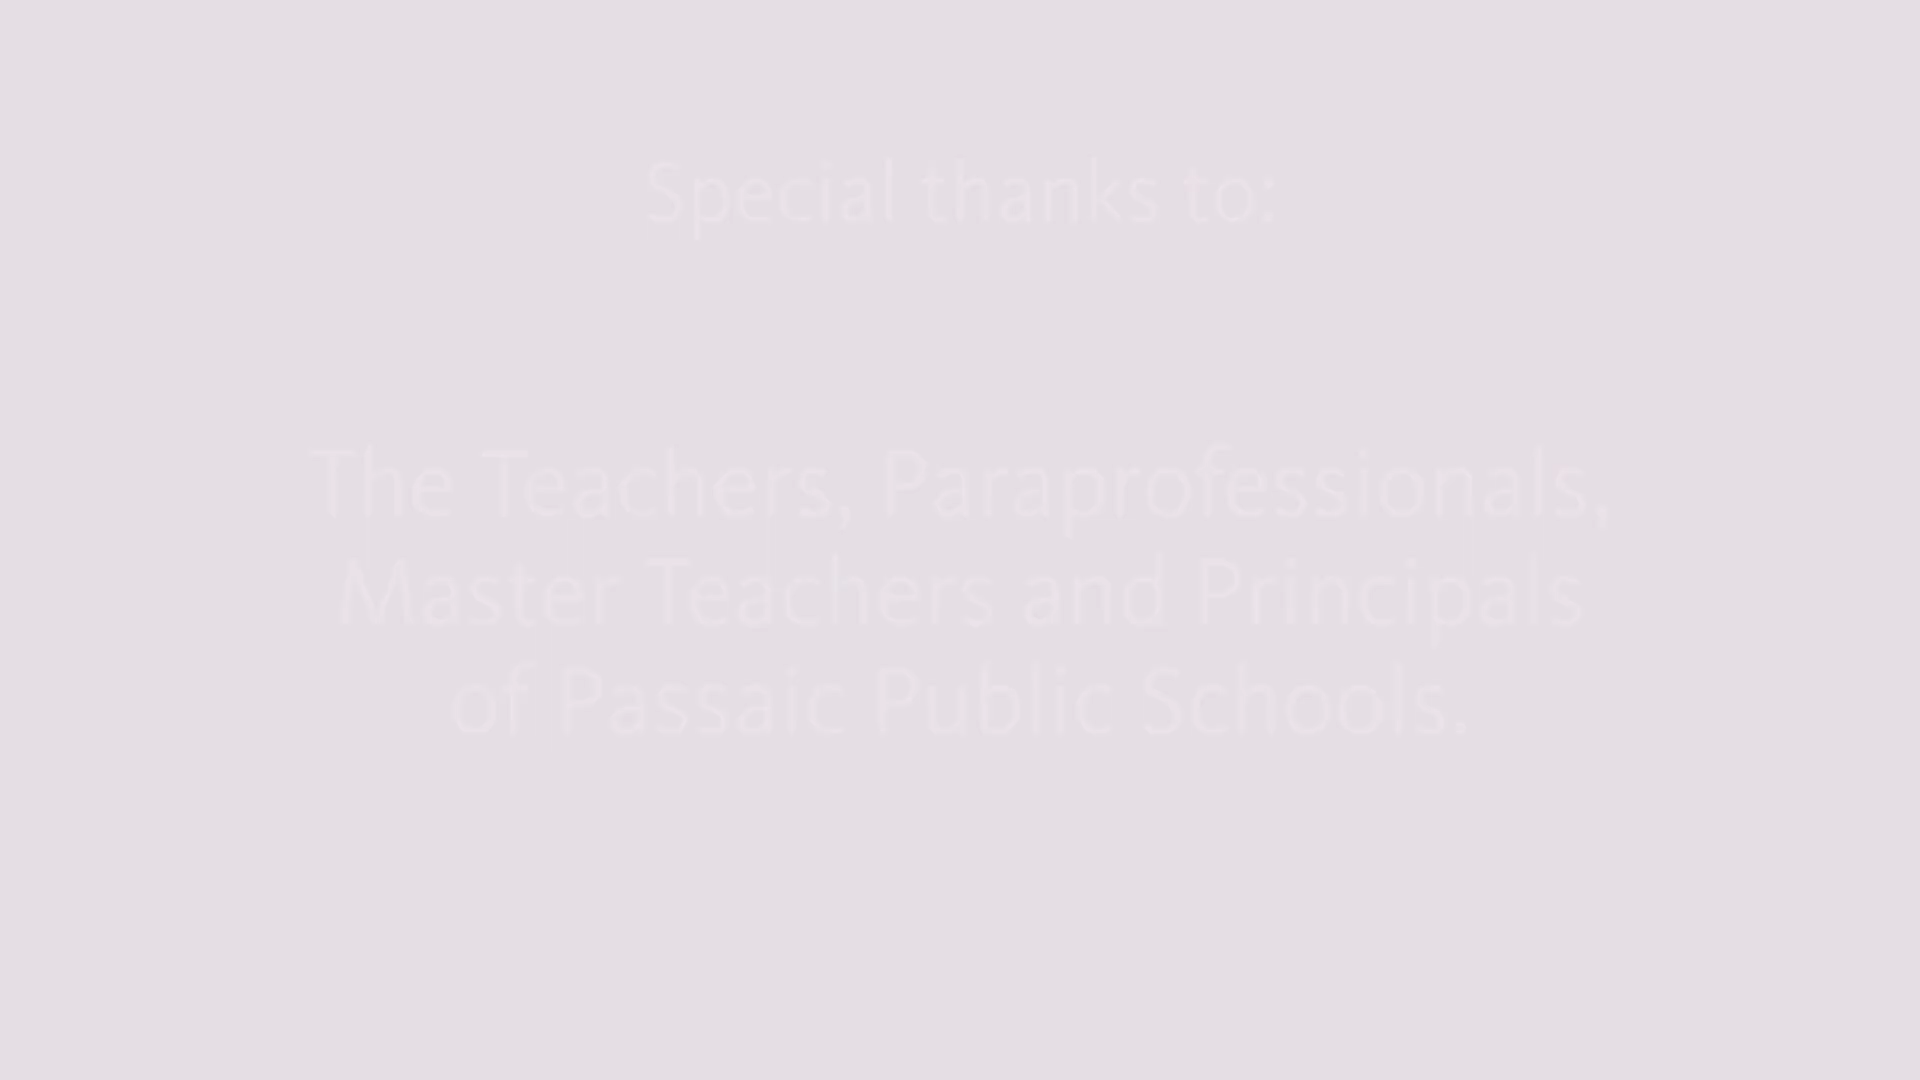 Special thanks to:
The Teachers, Paraprofessionals,
Master Teachers and Principals
of Passaic Public Schools.